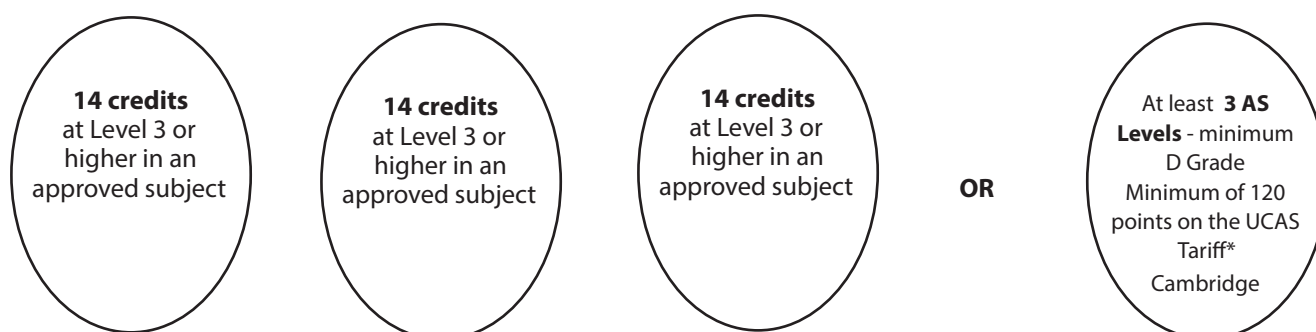 14 credits
at Level 3 or
higher in an
approved subject
14 credits
at Level 3 or
higher in an
approved subject
14 credits
at Level 3 or
higher in an
approved subject
OR
At least 3 AS
Levels - minimum
D Grade
Minimum of 120
points on the UCAS
Tariff*
Cambridge